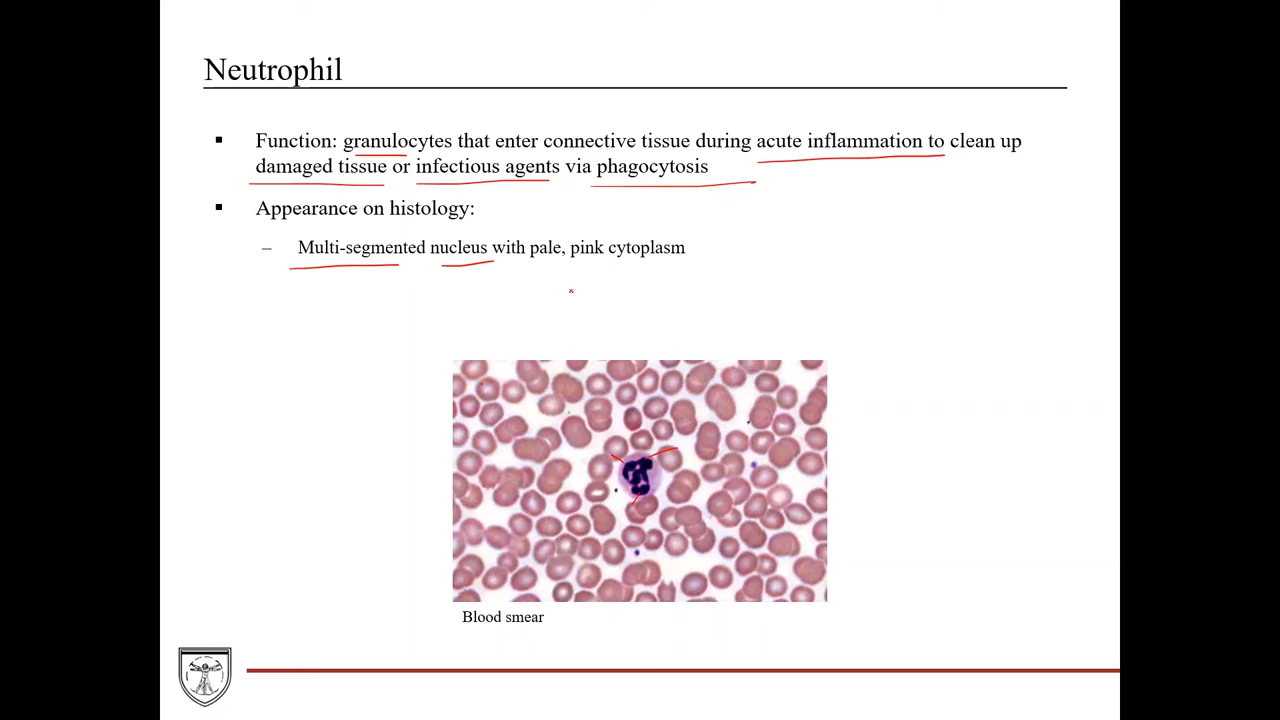 Neutrophil
▪ Function: granulocytes that enter connective tissue during acute inflammation to clean up
damaged tissue or infectious agents via phagocytosis
▪ Appearance on histology:
– Multi-segmented nucleus with pale, pink cytoplasm
Blood smear